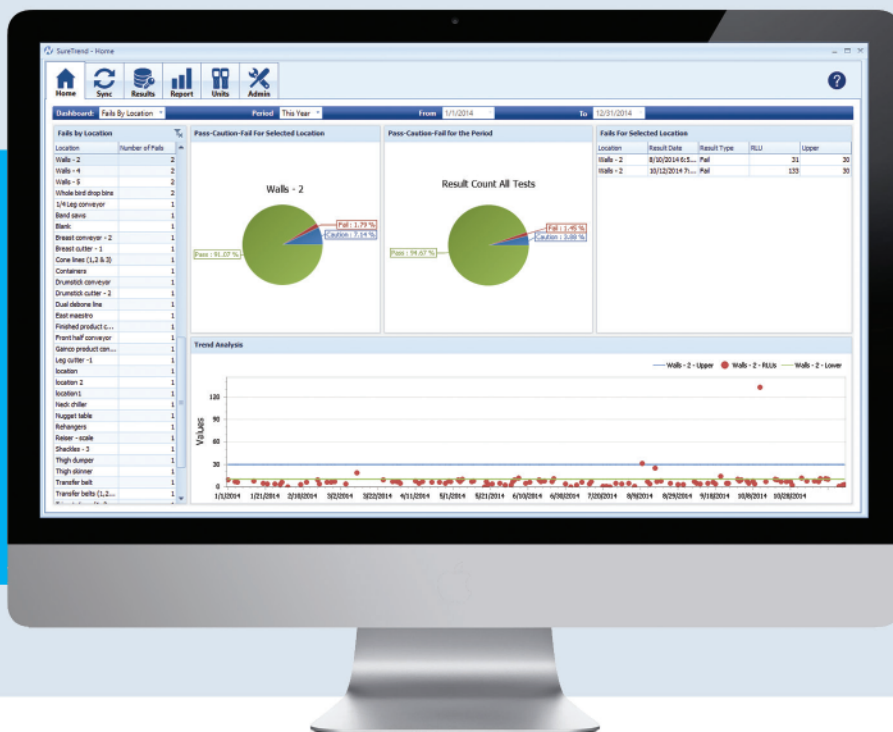 SureTrend - Home
Home Sync Results Report Units Admin
Dashboard: Fails By Location Period This Year From 1/1/2014 To 12/31/2014
Fails by Location
Location Number of Fails
Walls - 2 2
Walls - 4 2
Walls - 5 2
Whole bird drop bins 2
1/4 Leg conveyor 1
Band saws 1
Blank 1
Breast conveyor - 2 1
Breast cutter - 1 1
Cone lines (1,2 & 3) 1
Containers 1
Drumstick conveyor 1
Drumstick cutter - 2 1
Dual debone line 1
East maestro 1
Finished product c... 1
Front half conveyor 1
Gainco product con... 1
Leg cutter -1 1
location 1
location 2 1
location1 1
Neck chiller 1
Nugget table 1
Rehangers 1
Reiser - scale 1
Shackles - 3 1
Thigh dumper 1
Thigh skinner 1
Transfer belt 1
Transfer belts (1,2... 1
Pass-Caution-Fail For Selected Location
Walls - 2
Fail : 1.79 %
Caution : 7.14 %
Pass : 91.07 %
Pass-Caution-Fail for the Period
Result Count All Tests
Fail : 1.45 %
Caution : 3.88 %
Pass : 94.67 %
Fails For Selected Location
Location Result Date Result Type RLU Upper
Walls - 2 8/10/2014 6:5... Fail 31 30
Walls - 2 10/12/2014 7:... Fail 133 30
Trend Analysis
Walls - 2 - Upper Walls - 2 - RLUs Walls - 2 - Lower
Values
120
90
60
30
0
1/1/2014 1/21/2014 2/10/2014 3/2/2014 3/22/2014 4/11/2014 5/1/2014 5/21/2014 6/10/2014 6/30/2014 7/20/2014 8/9/2014 8/29/2014 9/18/2014 10/8/2014 10/28/2014